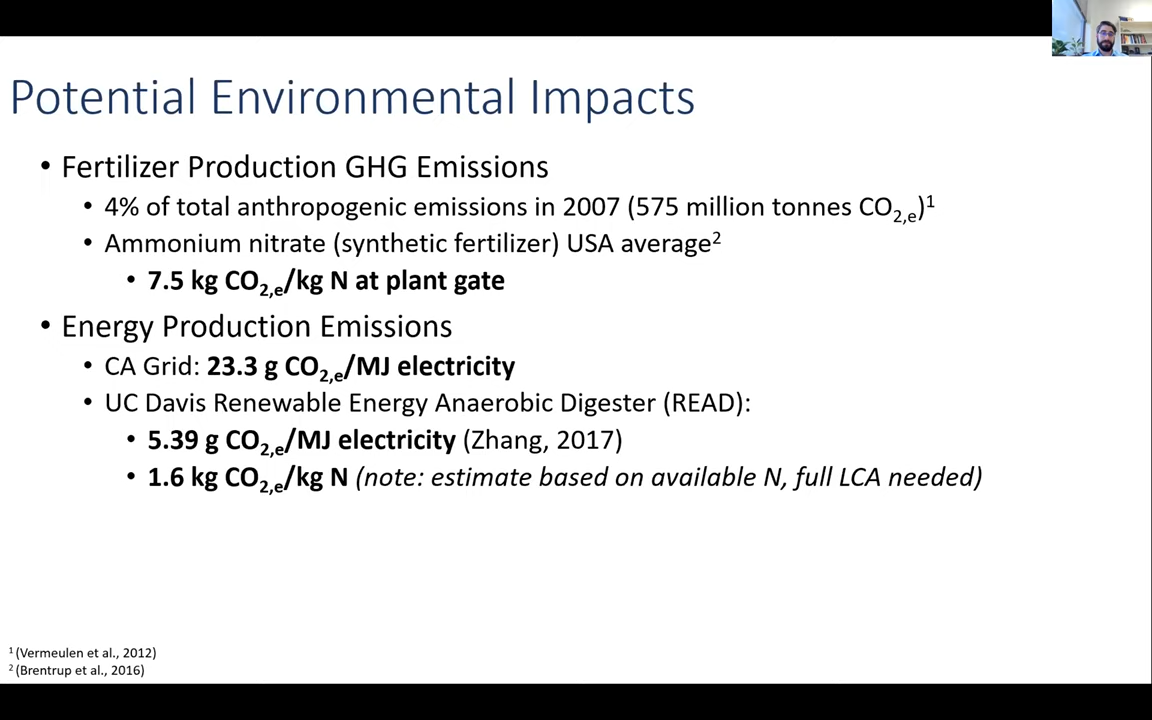 Potential Environmental Impacts
• Fertilizer Production GHG Emissions
• 4% of total anthropogenic emissions in 2007 (575 million tonnes CO2,e)1
• Ammonium nitrate (synthetic fertilizer) USA average2
• 7.5 kg CO2,e/kg N at plant gate
• Energy Production Emissions
• CA Grid: 23.3 g CO2,e/MJ electricity
• UC Davis Renewable Energy Anaerobic Digester (READ):
• 5.39 g CO2,e/MJ electricity (Zhang, 2017)
• 1.6 kg CO2,e/kg N (note: estimate based on available N, full LCA needed)
1 (Vermeulen et al., 2012)
2 (Brentrup et al., 2016)